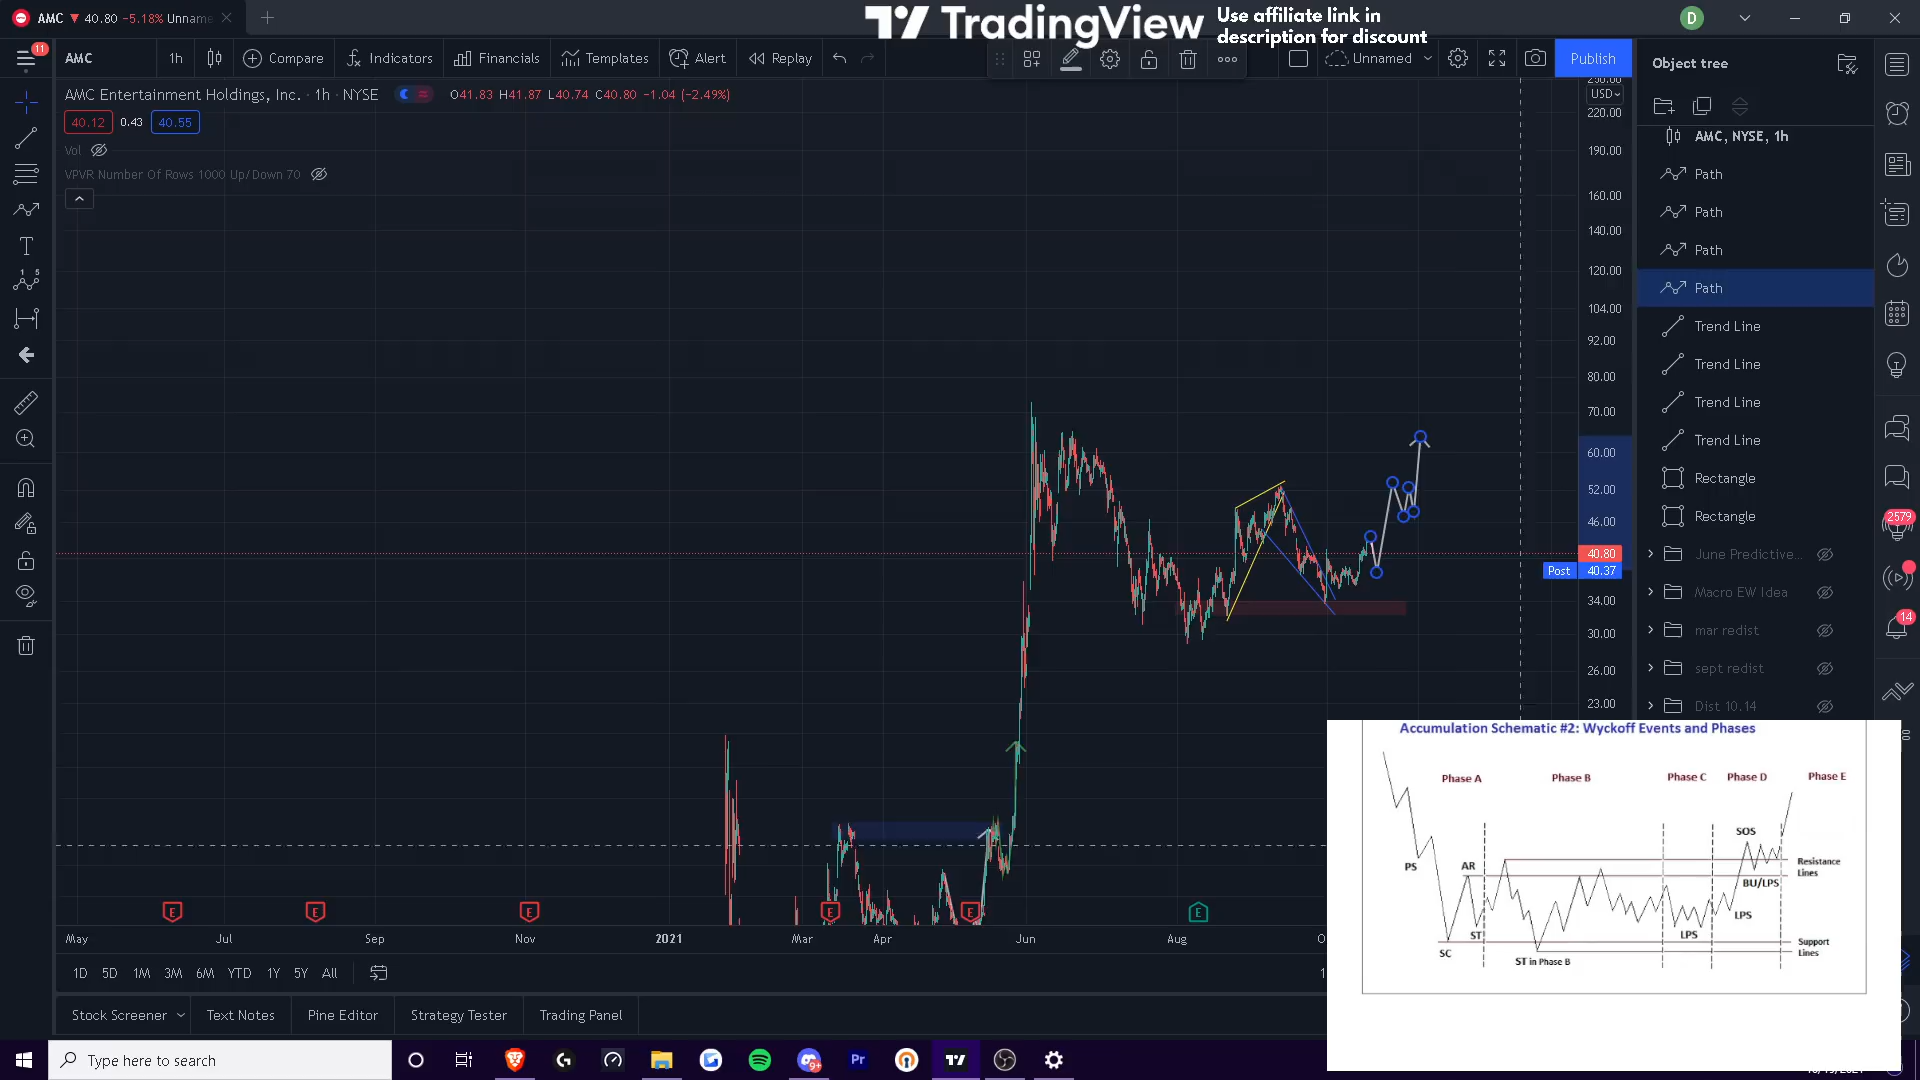 AMC ▼ 40.80 −5.18% Unname
TradingView
Use affiliate link in
description for discount
D
11
AMC
1h
Compare
Indicators
Financials
Templates
Alert
Replay
Unnamed
Publish
Object tree
AMC Entertainment Holdings, Inc. · 1h · NYSE
O41.83 H41.87 L40.74 C40.80 −1.04 (−2.49%)
40.12 0.43 40.55
Vol
VPVR Number Of Rows 1000 Up/Down 70
USD
220.00
190.00
160.00
140.00
120.00
104.00
92.00
80.00
70.00
60.00
52.00
46.00
40.80
Post 40.37
34.00
30.00
26.00
23.00
AMC, NYSE, 1h
Path
Path
Path
Path
Trend Line
Trend Line
Trend Line
Trend Line
Rectangle
Rectangle
June Predictive...
Macro EW Idea
mar redist
sept redist
Dist 10.14
2579
14
E
E
E
E
E
E
May
Jul
Sep
Nov
2021
Mar
Apr
Jun
Aug
1D 5D 1M 3M 6M YTD 1Y 5Y All
Stock Screener
Text Notes
Pine Editor
Strategy Tester
Trading Panel
Accumulation Schematic #2: Wyckoff Events and Phases
Phase A
Phase B
Phase C
Phase D
Phase E
PS
AR
SOS
Resistance
Lines
BU/LPS
LPS
ST
LPS
SC
ST in Phase B
Support
Lines
Type here to search
9+
Pr